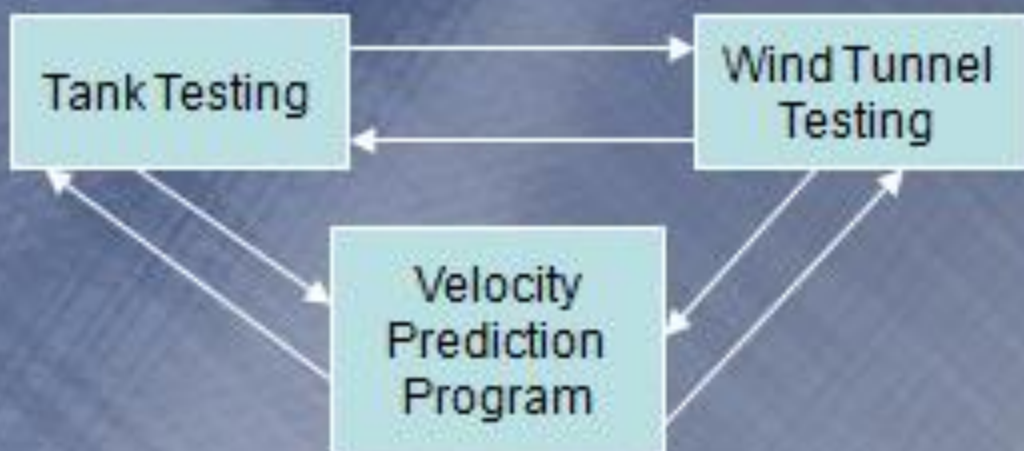 Tank Testing
Wind Tunnel
Testing
Velocity
Prediction
Program